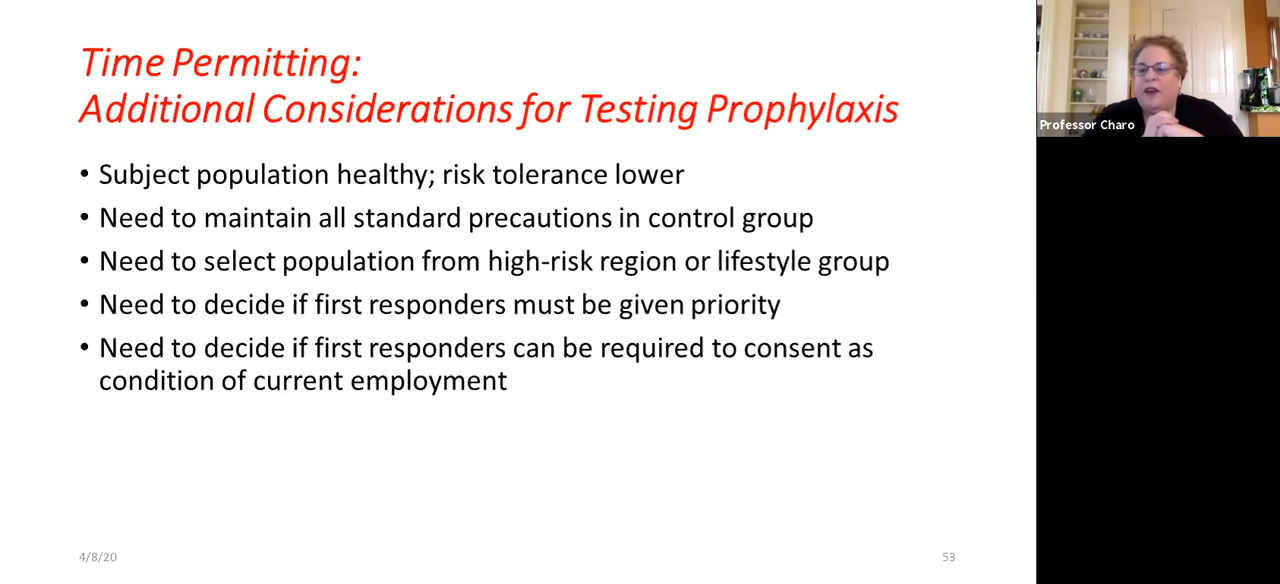 Time Permitting:
Additional Considerations for Testing Prophylaxis
• Subject population healthy; risk tolerance lower
• Need to maintain all standard precautions in control group
• Need to select population from high-risk region or lifestyle group
• Need to decide if first responders must be given priority
• Need to decide if first responders can be required to consent as
condition of current employment
4/8/20
53
Professor Charo